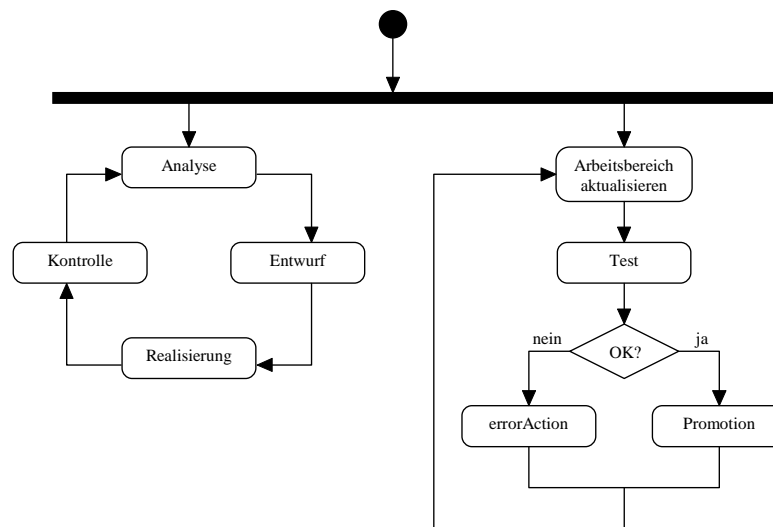 Analyse
Arbeitsbereich
aktualisieren
Kontrolle
Entwurf
Test
Realisierung
nein
OK?
ja
errorAction
Promotion